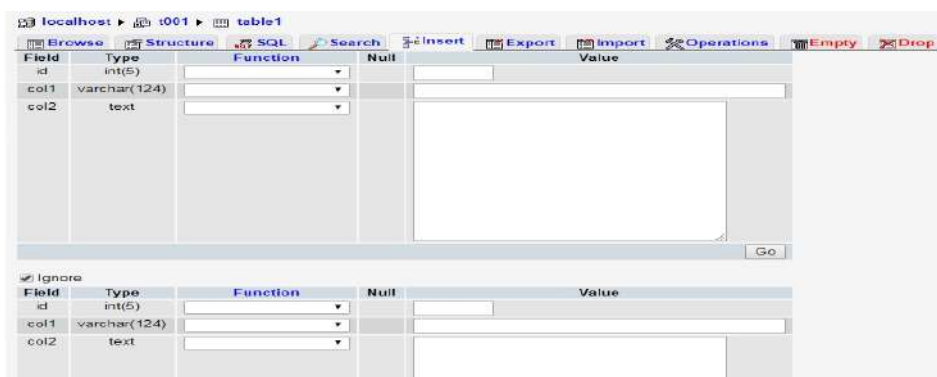 localhost ▸ t001 ▸ table1
Browse Structure SQL Search Insert Export Import Operations Empty Drop
Field Type Function Null Value
id int(5)
col1 varchar(124)
col2 text
Go
Ignore
Field Type Function Null Value
id int(5)
col1 varchar(124)
col2 text